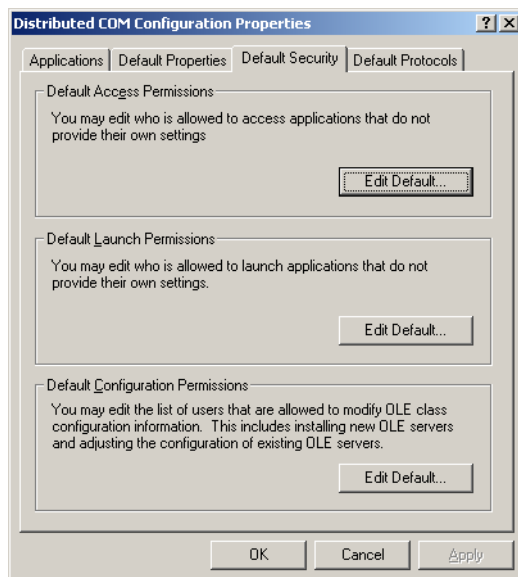 Distributed COM Configuration Properties
Applications Default Properties Default Security Default Protocols
Default Access Permissions
You may edit who is allowed to access applications that do not
provide their own settings
Edit Default...
Default Launch Permissions
You may edit who is allowed to launch applications that do not
provide their own settings.
Edit Default...
Default Configuration Permissions
You may edit the list of users that are allowed to modify OLE class
configuration information. This includes installing new OLE servers
and adjusting the configuration of existing OLE servers.
Edit Default...
OK Cancel Apply